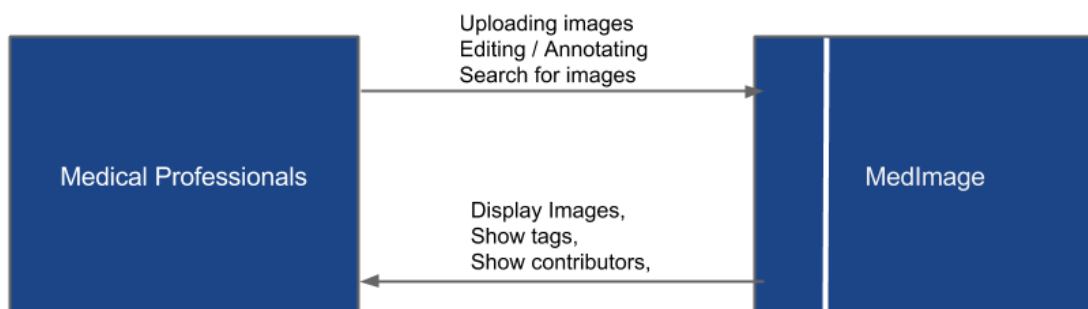 Uploading images
Editing / Annotating
Search for images
Medical Professionals
MedImage
Display Images,
Show tags,
Show contributors,